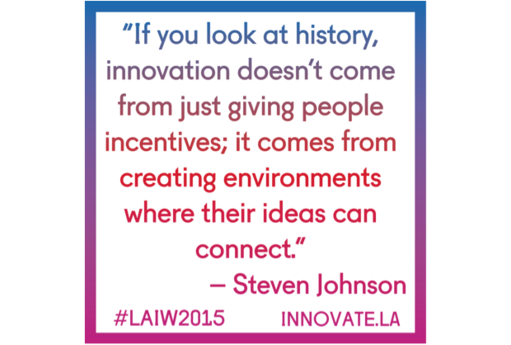 “If you look at history,
innovation doesn’t come
from just giving people
incentives; it comes from
creating environments
where their ideas can
connect.“
– Steven Johnson
#LAIW2015 INNOVATE.LA